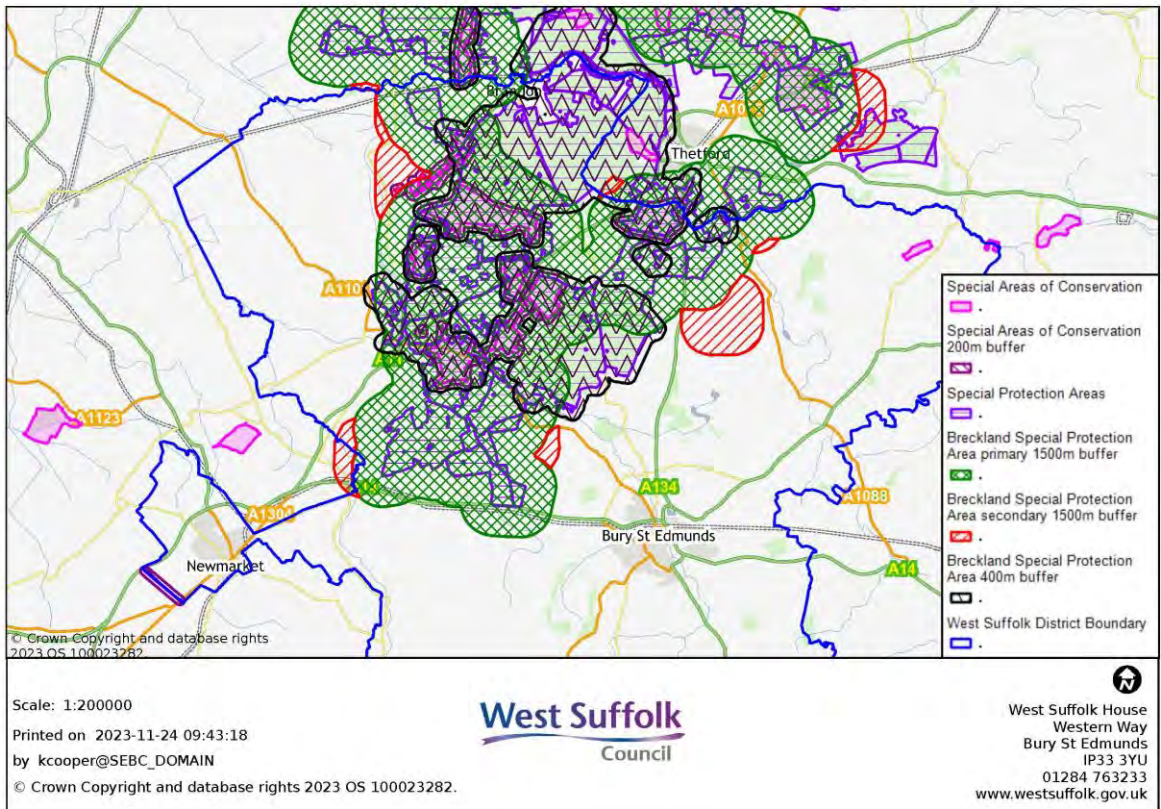 Brandon
A1066
Thetford
A1101
A1123
A134
A1088
A1304
Bury St Edmunds
Newmarket
A14
© Crown Copyright and database rights
2023 OS 100023282.
Special Areas of Conservation
Special Areas of Conservation
200m buffer
Special Protection Areas
Breckland Special Protection
Area primary 1500m buffer
Breckland Special Protection
Area secondary 1500m buffer
Breckland Special Protection
Area 400m buffer
West Suffolk District Boundary
Scale: 1:200000
Printed on 2023-11-24 09:43:18
by kcooper@SEBC_DOMAIN
© Crown Copyright and database rights 2023 OS 100023282.
West Suffolk
Council
N
West Suffolk House
Western Way
Bury St Edmunds
IP33 3YU
01284 763233
www.westsuffolk.gov.uk